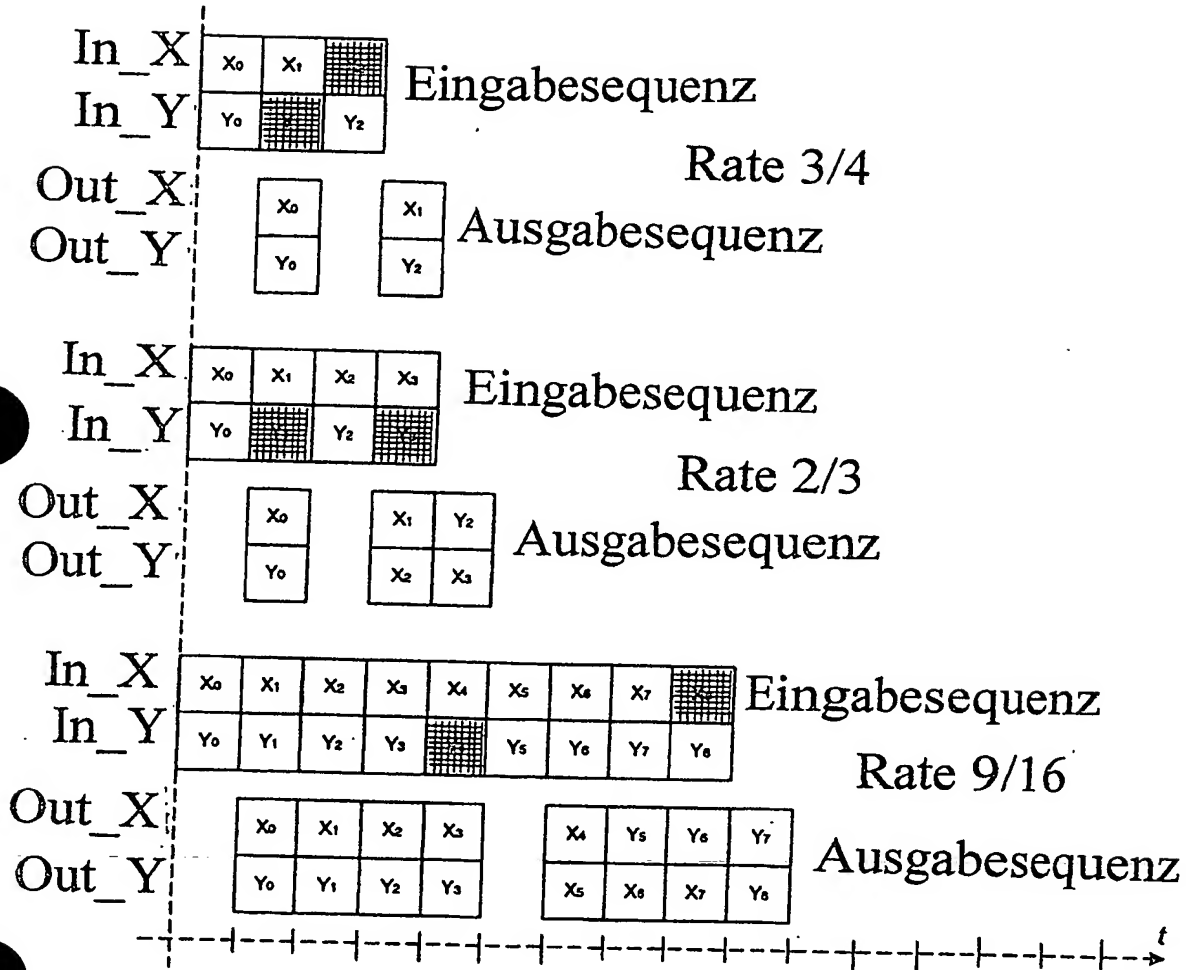 In_X X₀ X₁ Eingabesequenz
In_Y Y₀ Y₂
Rate 3/4
Out_X X₀ X₁ Ausgabesequenz
Out_Y Y₀ Y₂
In_X X₀ X₁ X₂ X₃ Eingabesequenz
In_Y Y₀ Y₂
Rate 2/3
Out_X X₀ X₁ Y₂ Ausgabesequenz
Out_Y Y₀ X₂ X₃
In_X X₀ X₁ X₂ X₃ X₄ X₅ X₆ X₇ Eingabesequenz
In_Y Y₀ Y₁ Y₂ Y₃ Y₅ Y₆ Y₇ Y₈
Rate 9/16
Out_X X₀ X₁ X₂ X₃ X₄ Y₅ Y₆ Y₇ Ausgabesequenz
Out_Y Y₀ Y₁ Y₂ Y₃ X₅ X₆ X₇ Y₈
t